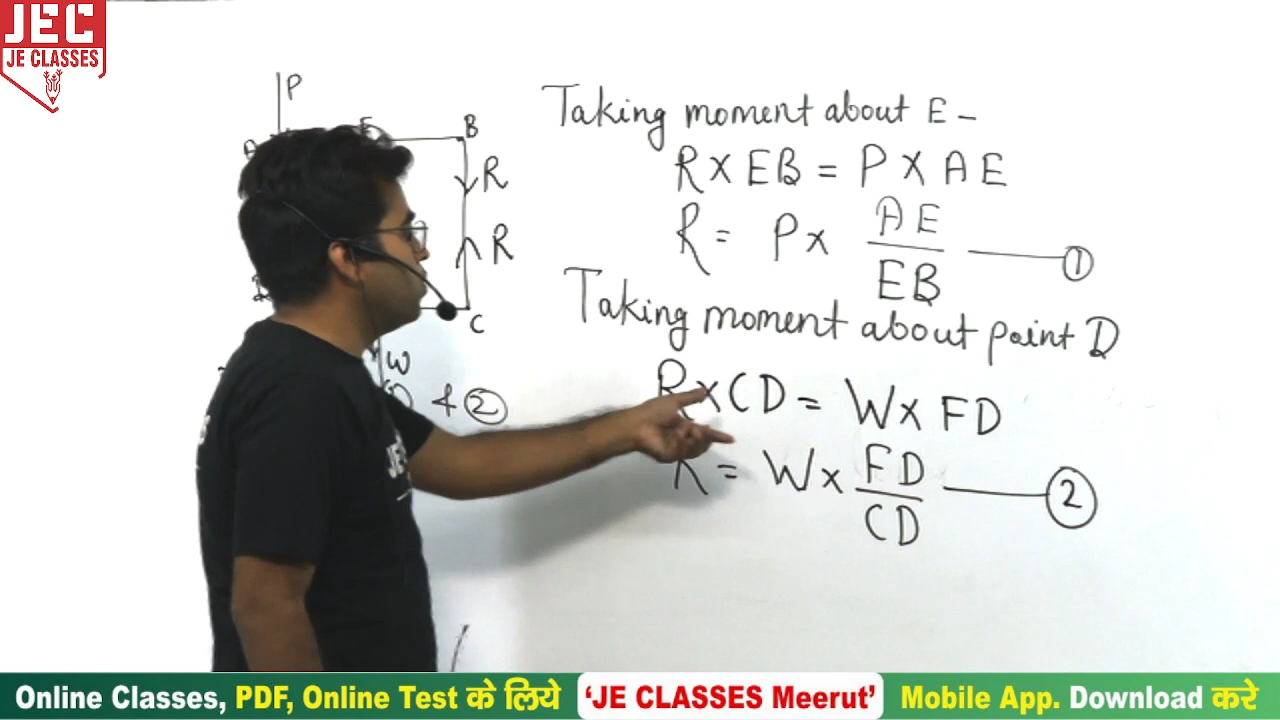 JEC
JE CLASSES
P
B
R
R
C
W
+ ②
Taking moment about E -
R × EB = P × AE
R = P × AE / EB ①
Taking moment about point D
R × CD = W × FD
R = W × FD / CD ②
Online Classes, PDF, Online Test के लिये 'JE CLASSES Meerut' Mobile App. Download करे